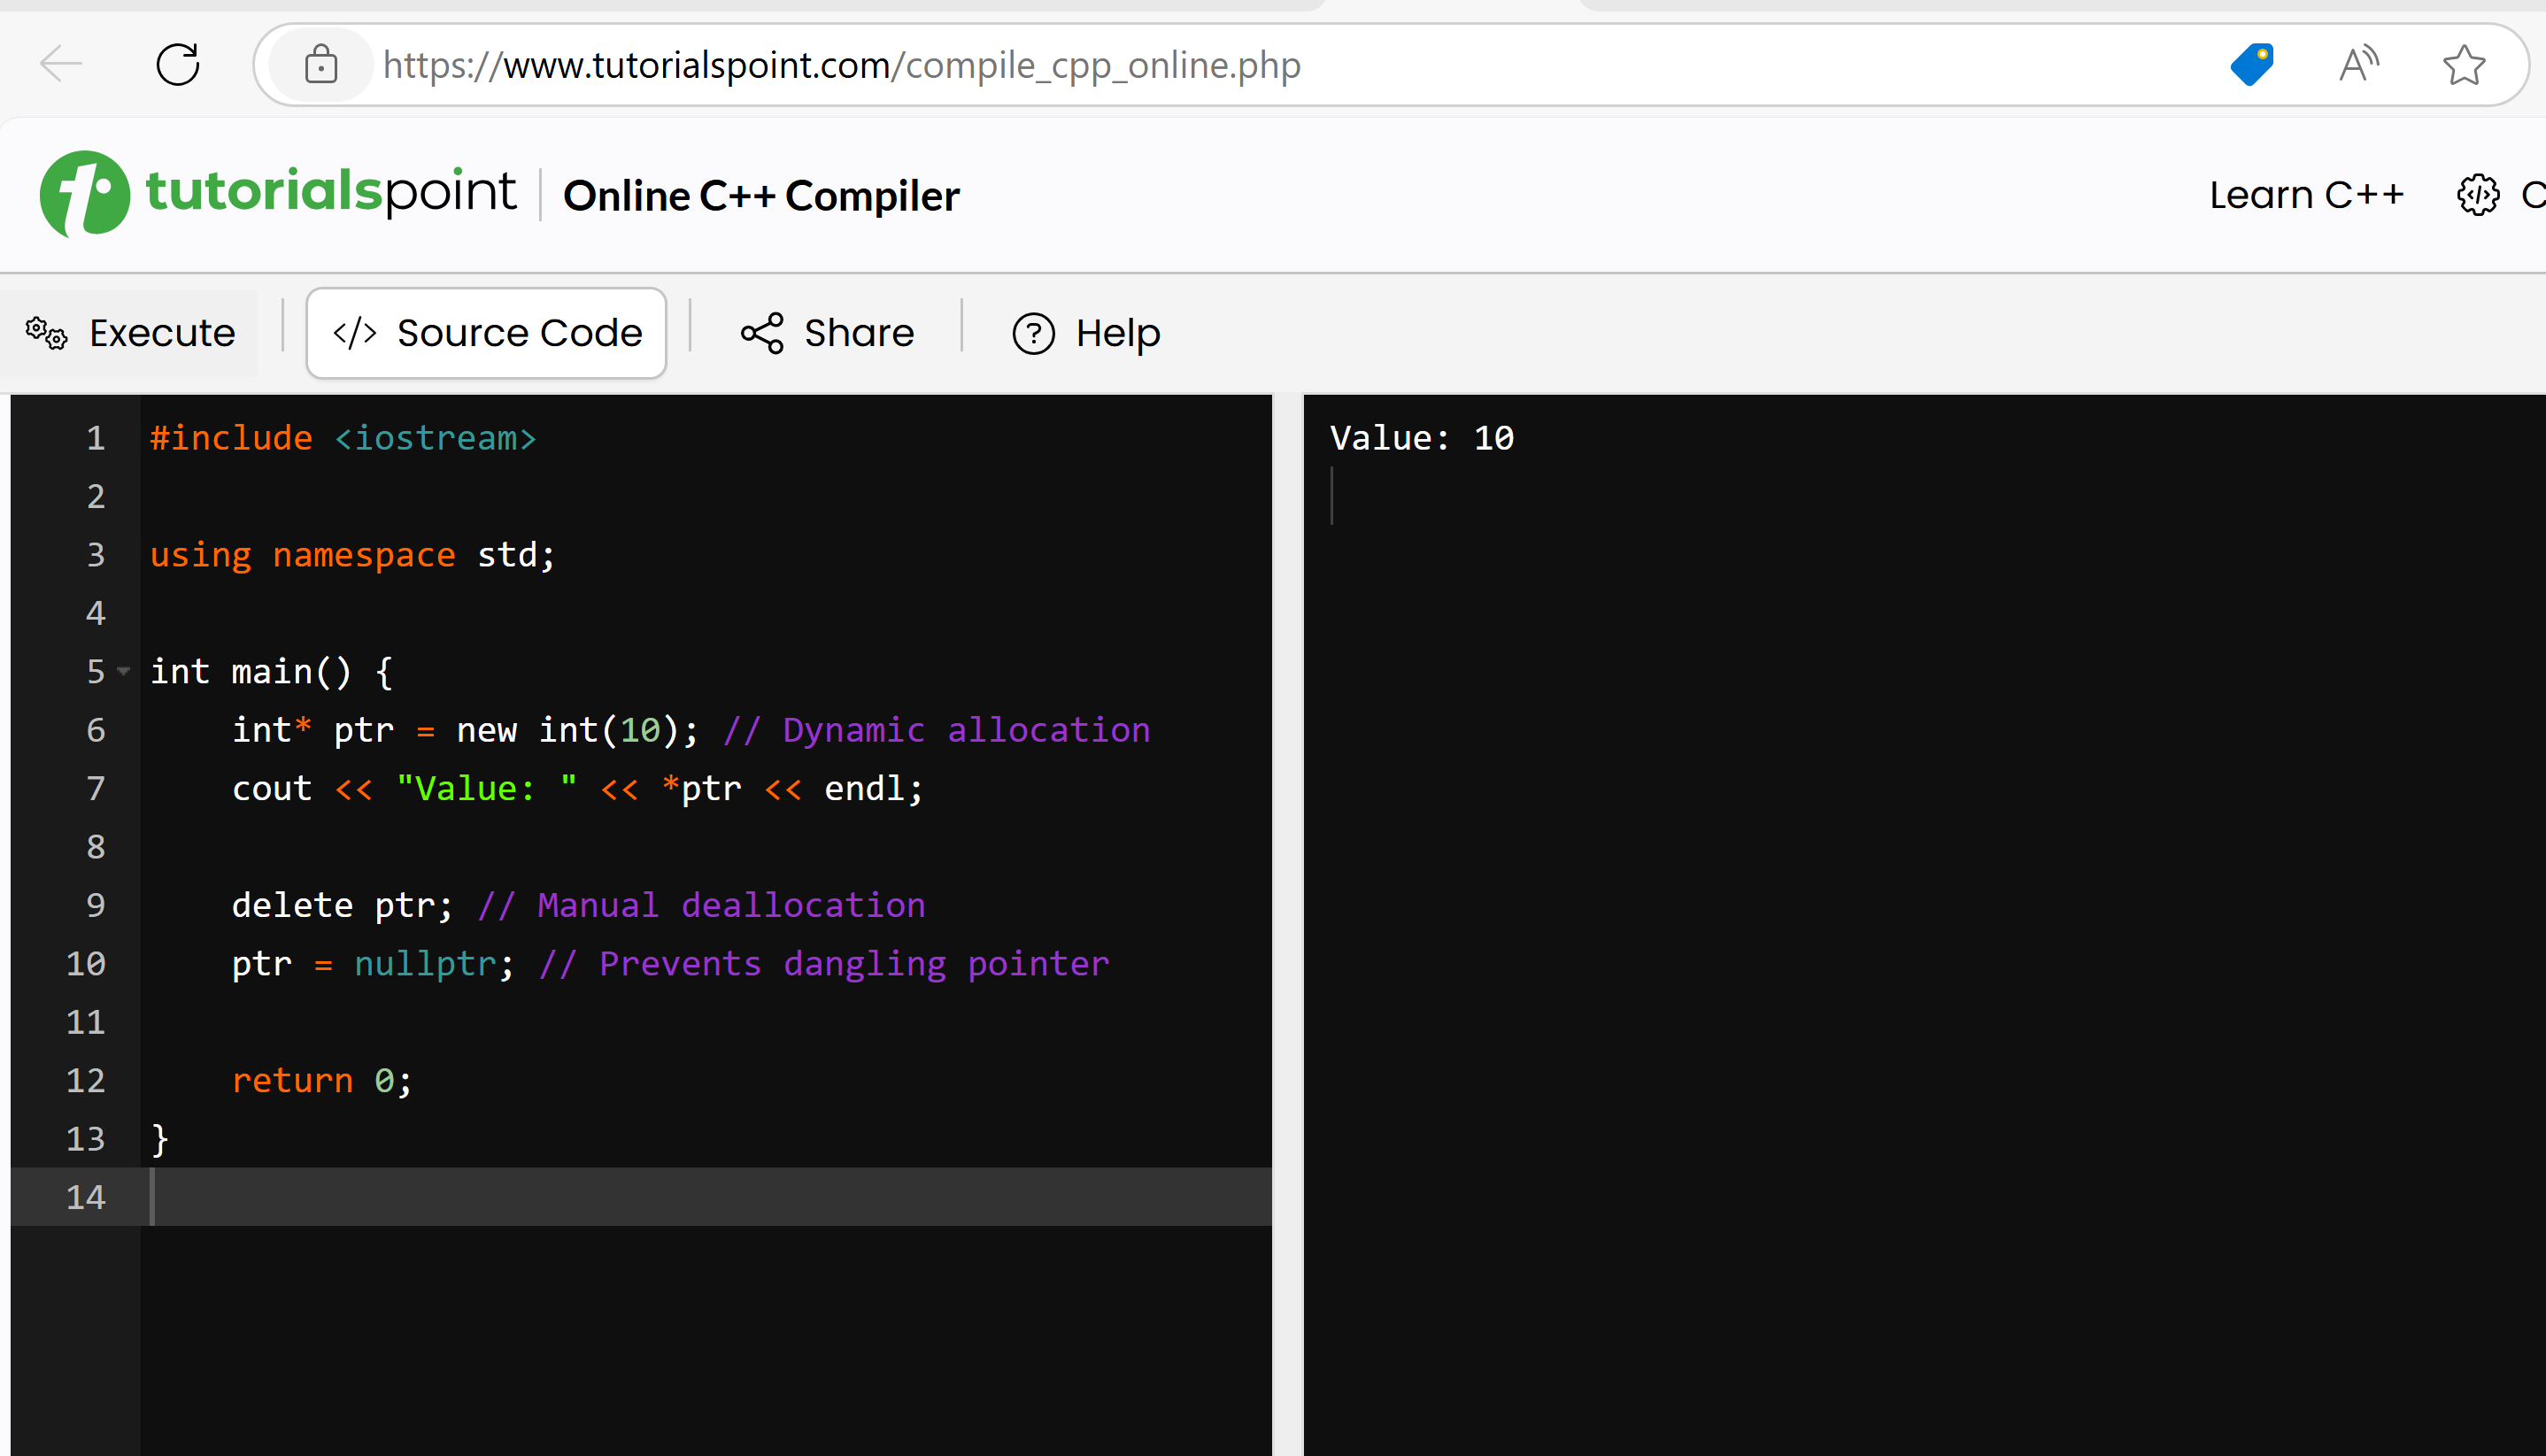 https://www.tutorialspoint.com/compile_cpp_online.php
tutorialspoint Online C++ Compiler Learn C++
Execute </> Source Code Share Help
1 #include <iostream>
2
3 using namespace std;
4
5 int main() {
6     int* ptr = new int(10); // Dynamic allocation
7     cout << "Value: " << *ptr << endl;
8
9     delete ptr; // Manual deallocation
10     ptr = nullptr; // Prevents dangling pointer
11
12     return 0;
13 }
14
Value: 10